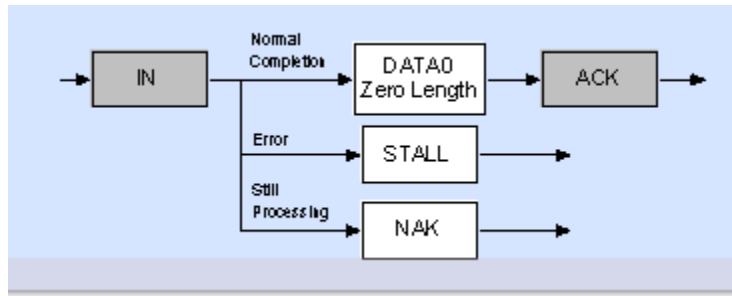 Normal
Completion
IN
DATA0
Zero Length
ACK
Error
STALL
Still
Processing
NAK